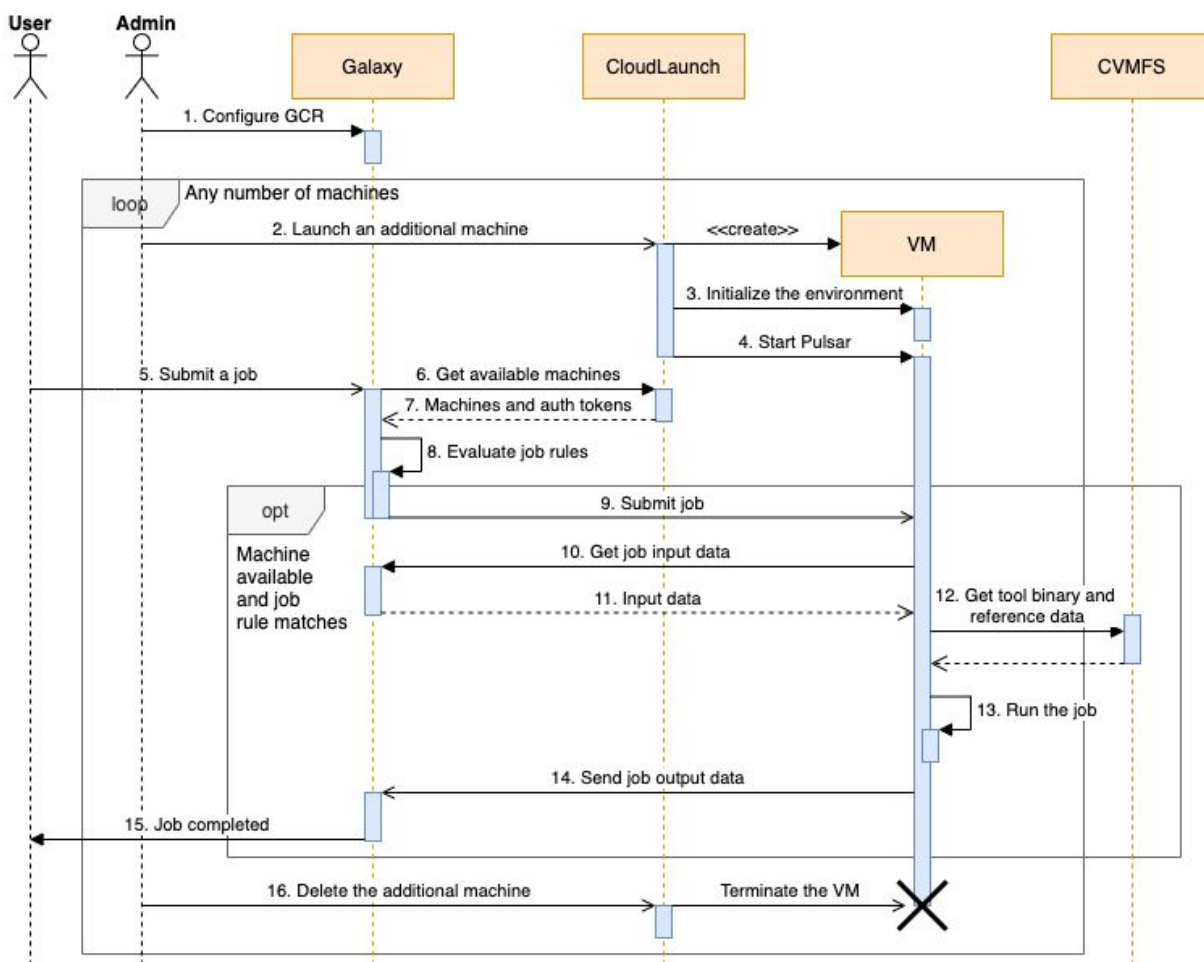 User
Admin
Galaxy
CloudLaunch
CVMFS
1. Configure GCR
loop
Any number of machines
2. Launch an additional machine
<<create>>
VM
3. Initialize the environment
4. Start Pulsar
5. Submit a job
6. Get available machines
7. Machines and auth tokens
8. Evaluate job rules
opt
9. Submit job
Machine
available
and job
rule matches
10. Get job input data
11. Input data
12. Get tool binary and
reference data
13. Run the job
14. Send job output data
15. Job completed
16. Delete the additional machine
Terminate the VM